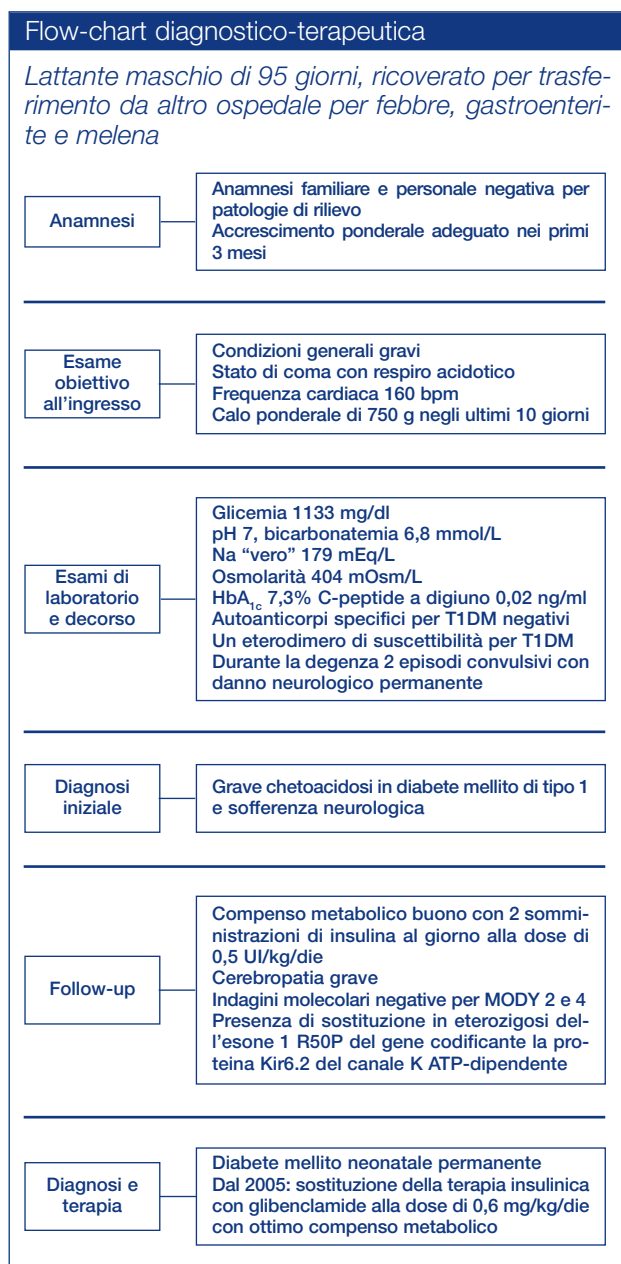 Flow-chart diagnostico-terapeutica
Lattante maschio di 95 giorni, ricoverato per trasfe-
rimento da altro ospedale per febbre, gastroenteri-
te e melena
Anamnesi
Anamnesi familiare e personale negativa per
patologie di rilievo
Accrescimento ponderale adeguato nei primi
3 mesi
Esame
obiettivo
all'ingresso
Condizioni generali gravi
Stato di coma con respiro acidotico
Frequenza cardiaca 160 bpm
Calo ponderale di 750 g negli ultimi 10 giorni
Esami di
laboratorio
e decorso
Glicemia 1133 mg/dl
pH 7, bicarbonatemia 6,8 mmol/L
Na “vero” 179 mEq/L
Osmolarità 404 mOsm/L
HbA1c 7,3% C-peptide a digiuno 0,02 ng/ml
Autoanticorpi specifici per T1DM negativi
Un eterodimero di suscettibilità per T1DM
Durante la degenza 2 episodi convulsivi con
danno neurologico permanente
Diagnosi
iniziale
Grave chetoacidosi in diabete mellito di tipo 1
e sofferenza neurologica
Follow-up
Compenso metabolico buono con 2 sommi-
nistrazioni di insulina al giorno alla dose di
0,5 UI/kg/die
Cerebropatia grave
Indagini molecolari negative per MODY 2 e 4
Presenza di sostituzione in eterozigosi del-
l'esone 1 R50P del gene codificante la pro-
teina Kir6.2 del canale K ATP-dipendente
Diagnosi e
terapia
Diabete mellito neonatale permanente
Dal 2005: sostituzione della terapia insulinica
con glibenclamide alla dose di 0,6 mg/kg/die
con ottimo compenso metabolico